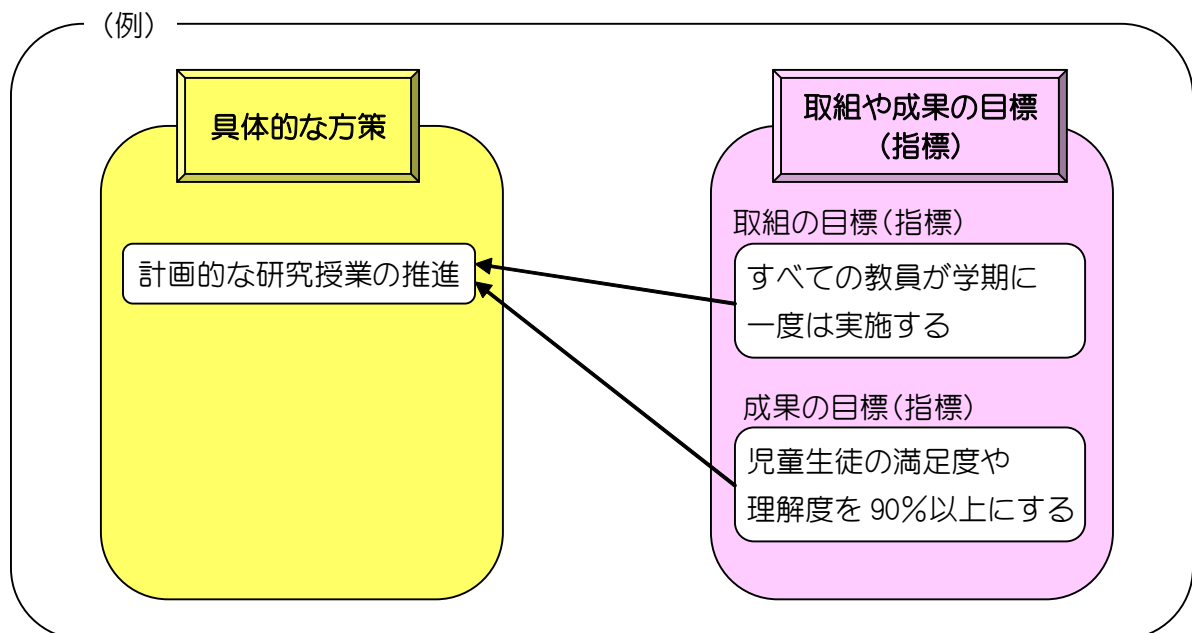 (例)
具体的な方策
計画的な研究授業の推進
取組や成果の目標
(指標)
取組の目標(指標)
すべての教員が学期に
一度は実施する
成果の目標(指標)
児童生徒の満足度や
理解度を90%以上にする